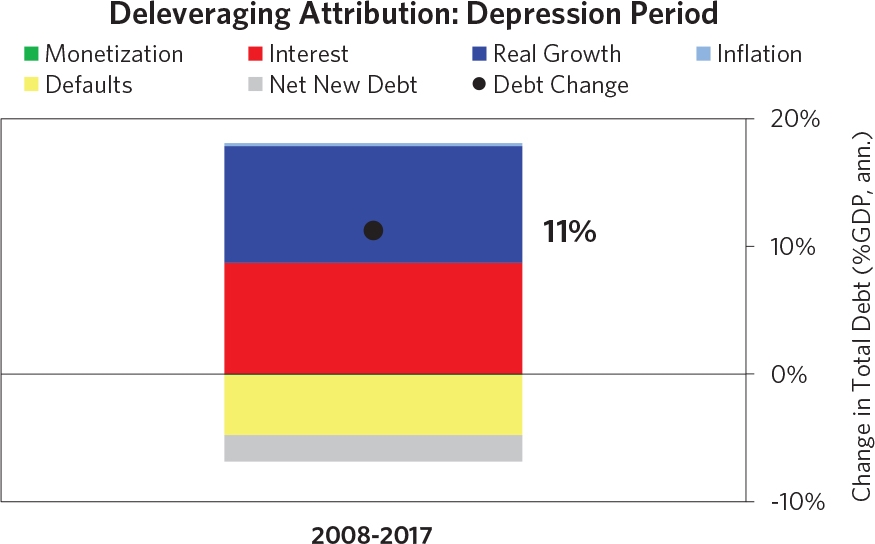 Deleveraging Attribution: Depression Period
Monetization Interest Real Growth Inflation
Defaults Net New Debt Debt Change
20%
11%
10%
0%
-10%
Change in Total Debt (%GDP, ann.)
2008-2017